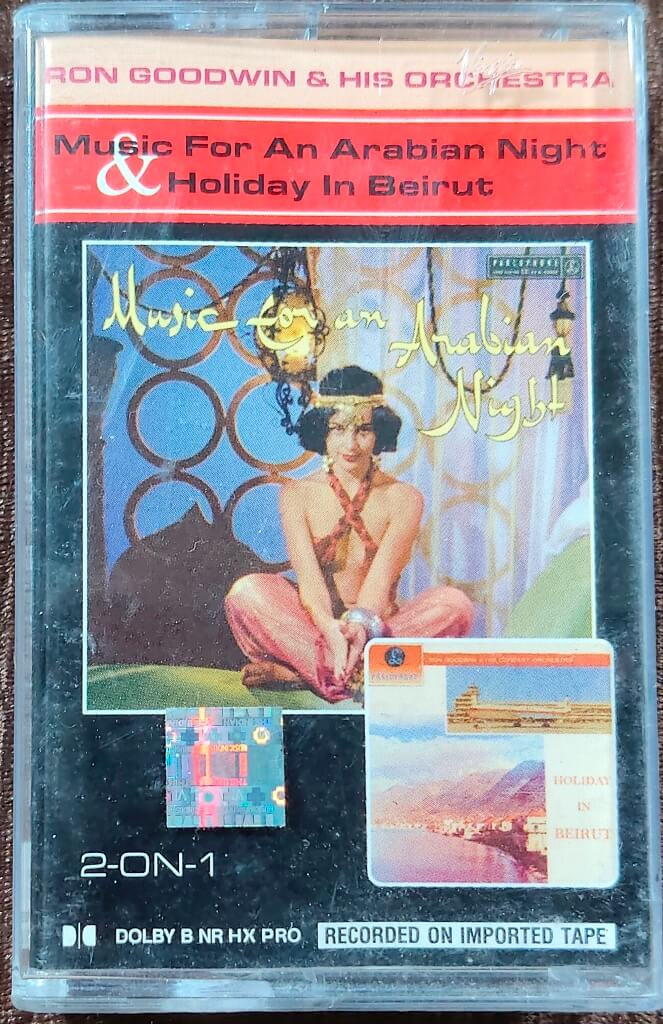 Virgin
RON GOODWIN & HIS ORCHESTRA
Music For An Arabian Night
& Holiday In Beirut
PARLOPHONE
Music for an
Arabian
Night
RON GOODWIN & HIS CONCERT ORCHESTRA
PARLOPHONE
HOLIDAY
IN
BEIRUT
2-ON-1
DOLBY B NR HX PRO
RECORDED ON IMPORTED TAPE